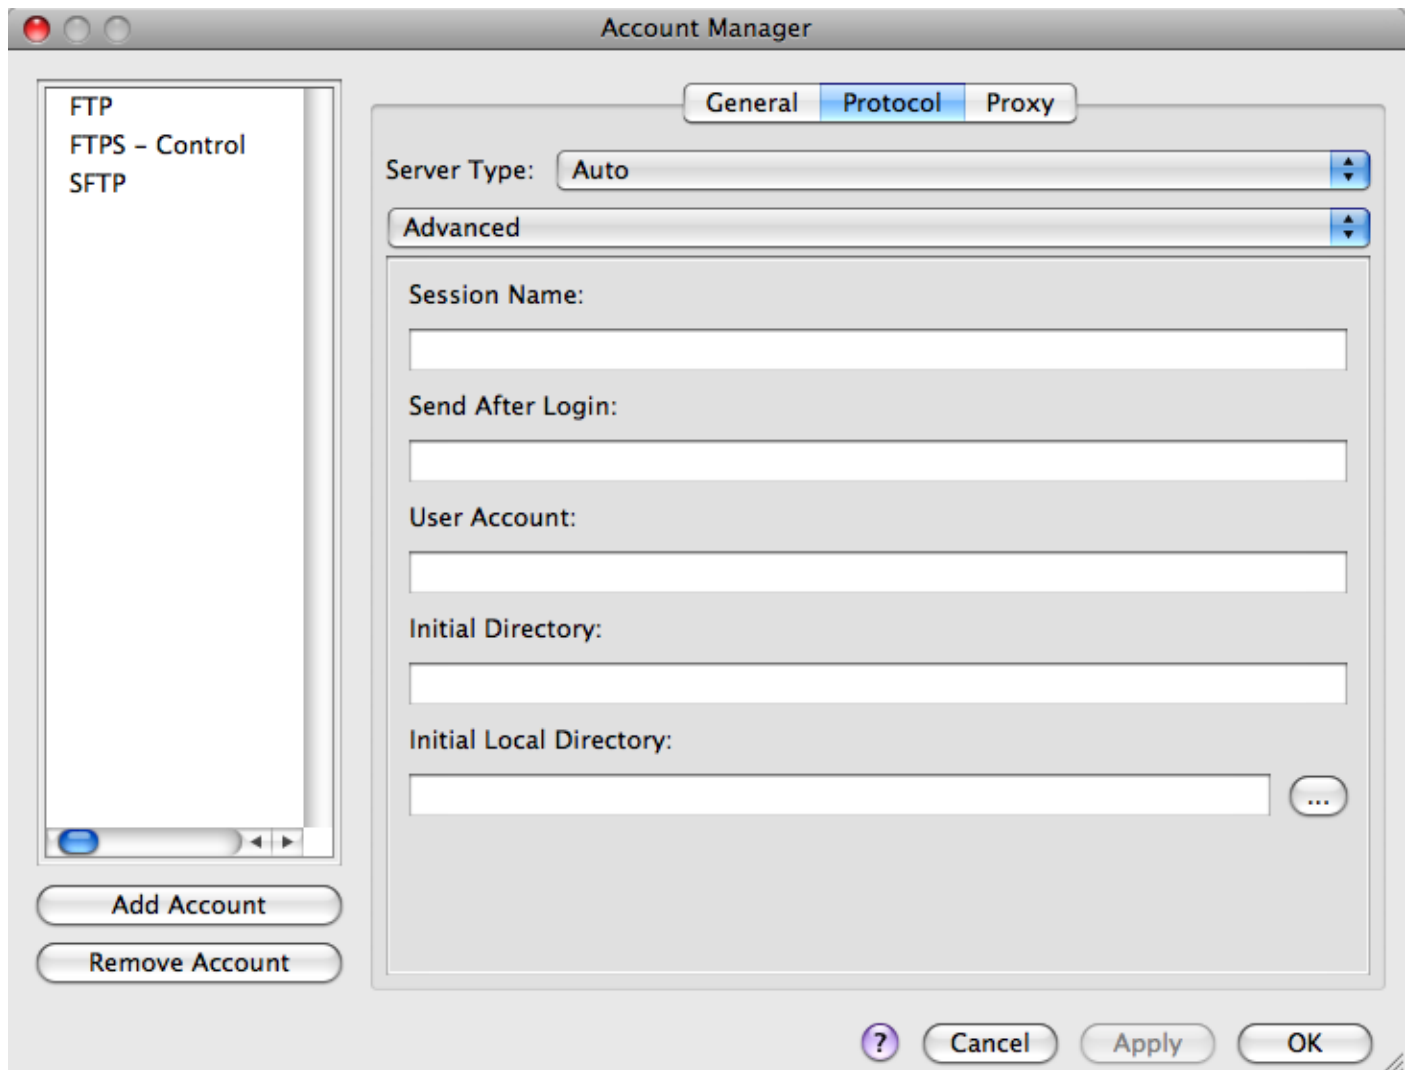 Account Manager
FTP
FTPS – Control
SFTP
General Protocol Proxy
Server Type: Auto
Advanced
Session Name:
Send After Login:
User Account:
Initial Directory:
Initial Local Directory:
...
Add Account
Remove Account
? Cancel Apply OK